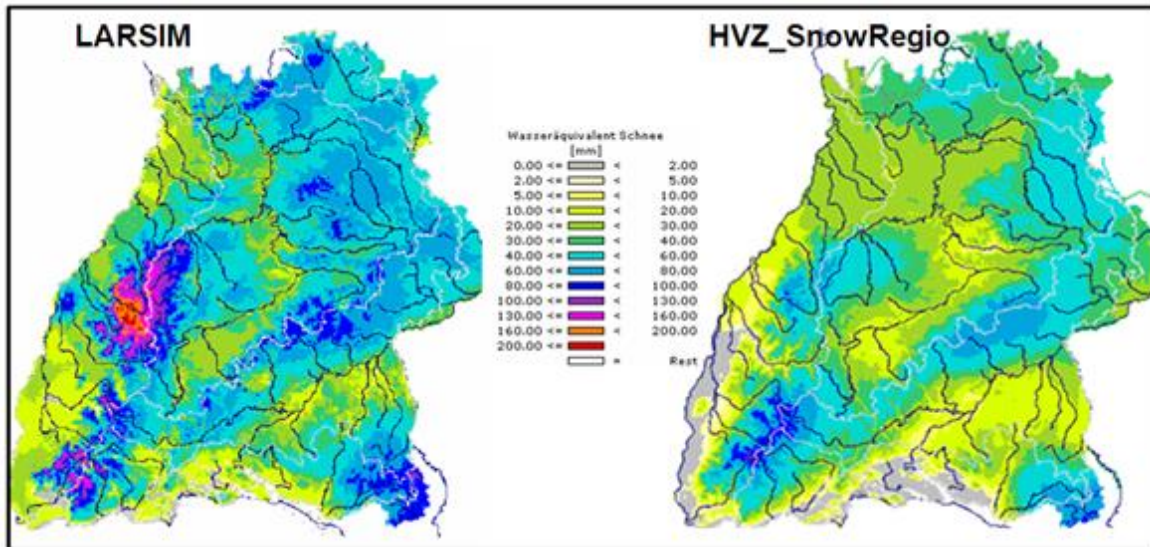 LARSIM
HVZ_SnowRegio
Wasseräquivalent Schnee
[mm]
0.00 <= < 2.00
2.00 <= < 5.00
5.00 <= < 10.00
10.00 <= < 20.00
20.00 <= < 30.00
30.00 <= < 40.00
40.00 <= < 60.00
60.00 <= < 80.00
80.00 <= < 100.00
100.00 <= < 130.00
130.00 <= < 160.00
160.00 <= < 200.00
200.00 <=
= Rest